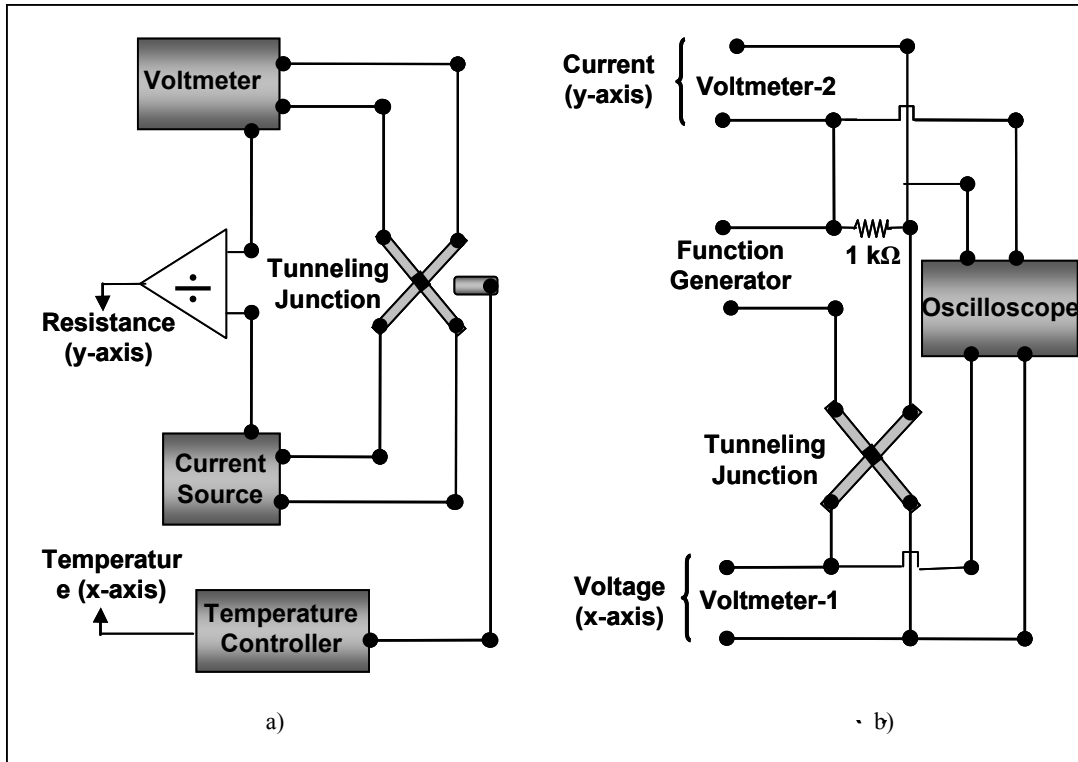 Voltmeter
Tunneling
Junction
÷
Resistance
(y-axis)
Current
Source
Temperatur
e (x-axis)
Temperature
Controller
a)
Current
(y-axis)
Voltmeter-2
Function
Generator
1 kΩ
Oscilloscope
Tunneling
Junction
Voltage
(x-axis)
Voltmeter-1
b)